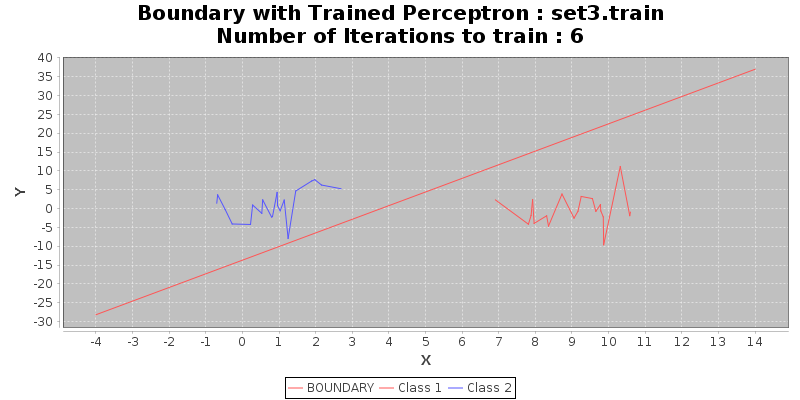 Boundary with Trained Perceptron : set3.train
Number of Iterations to train : 6
40
35
30
25
20
15
10
5
0
-5
-10
-15
-20
-25
-30
Y
-4 -3 -2 -1 0 1 2 3 4 5 6 7 8 9 10 11 12 13 14
X
BOUNDARY Class 1 Class 2